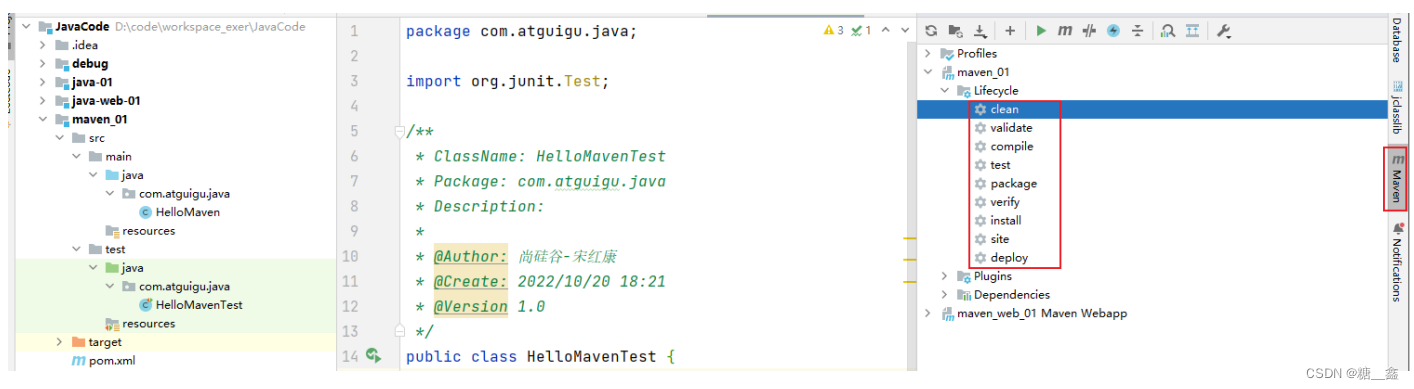 JavaCode D:\code\workspace_exer\JavaCode
.idea
debug
java-01
java-web-01
maven_01
src
main
java
com.atguigu.java
HelloMaven
resources
test
java
com.atguigu.java
HelloMavenTest
resources
target
pom.xml
1 package com.atguigu.java;
2
3 import org.junit.Test;
4
5 /**
6 * ClassName: HelloMavenTest
7 * Package: com.atguigu.java
8 * Description:
9 *
10 * @Author: 尚硅谷-宋红康
11 * @Create: 2022/10/20 18:21
12 * @Version 1.0
13 */
14 public class HelloMavenTest {
3 1
Profiles
maven_01
Lifecycle
clean
validate
compile
test
package
verify
install
site
deploy
Plugins
Dependencies
maven_web_01 Maven Webapp
Database
jclasslib
Maven
Notifications
CSDN @糖__鑫